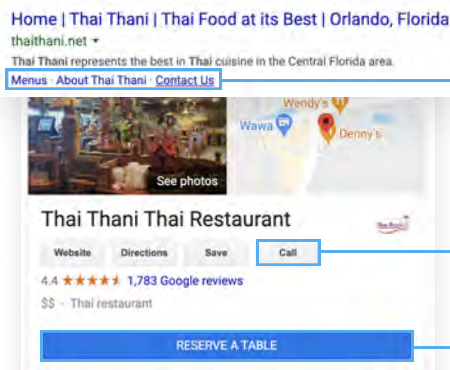 Home | Thai Thani | Thai Food at its Best | Orlando, Florida
thaithani.net
Thai Thani represents the best in Thai cuisine in the Central Florida area.
Menus · About Thai Thani · Contact Us
Wendy's
Wawa
Denny's
See photos
Thai Thani Thai Restaurant
Website Directions Save Call
4.4 1,783 Google reviews
$$ · Thai restaurant
RESERVE A TABLE